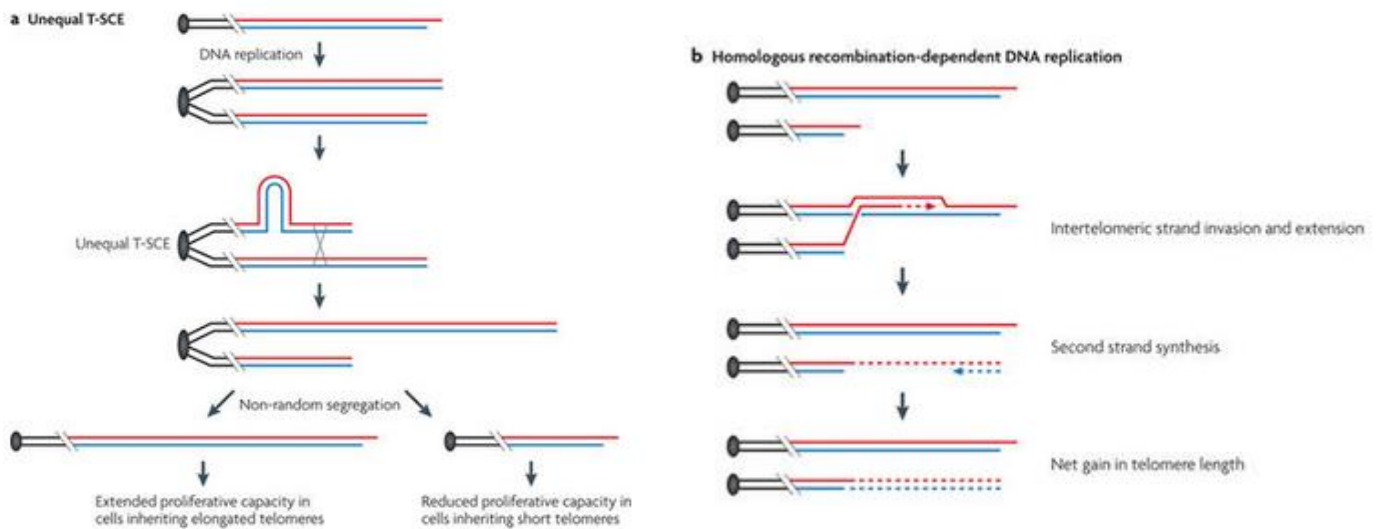 a Unequal T-SCE
DNA replication
Unequal T-SCE
Non-random segregation
Extended proliferative capacity in
cells inheriting elongated telomeres
Reduced proliferative capacity in
cells inheriting short telomeres
b Homologous recombination-dependent DNA replication
Intertelomeric strand invasion and extension
Second strand synthesis
Net gain in telomere length